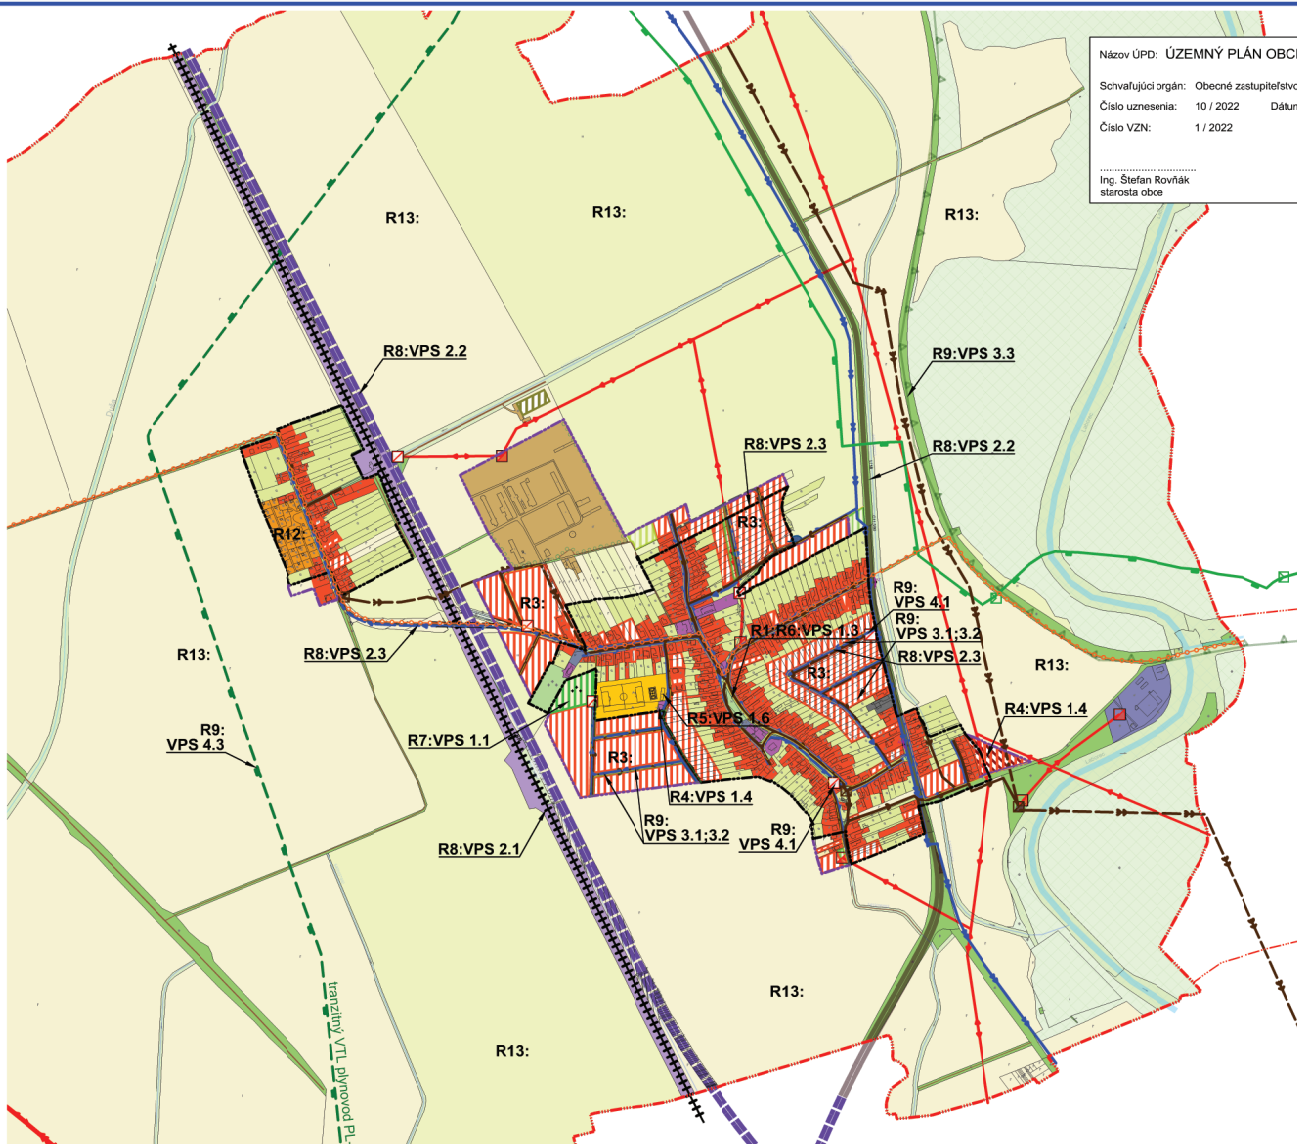 Názov ÚPD: ÚZEMNÝ PLÁN OBCE
Schvaľujúci orgán: Obecné zastupiteľstvo
Číslo uznesenia: 10 / 2022 Dátum
Číslo VZN: 1 / 2022
Ing. Štefan Rovňák
starosta obce
R13:
R13:
R13:
R8:VPS 2.2
R9:VPS 3.3
R8:VPS 2.3
R8:VPS 2.2
R3:
R12:
R3:
R9:
VPS 4.1
R9:
VPS 3.1;3.2
R1;R6:VPS 1.3
R8:VPS 2.3
R8:VPS 2.3
R13:
R13:
R3:
R4:VPS 1.4
R5:VPS 1.6
R9:
VPS 4.3
R7:VPS 1.1
R3:
R4:VPS 1.4
R9:
VPS 3.1;3.2
R9:
VPS 4.1
R8:VPS 2.1
R13:
R13:
tranzitný VTL plynovod PL-